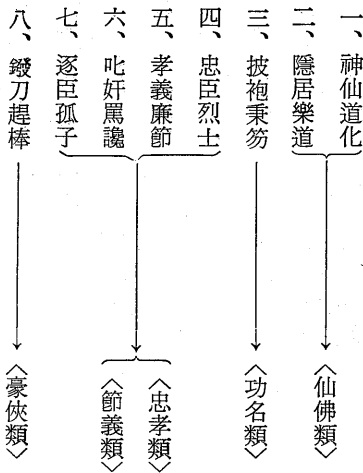 一、神仙道化
二、隱居樂道
三、披袍秉笏
四、忠臣烈士
五、孝義廉節
六、叱奸罵讒
七、逐臣孤子
八、鏺刀趕棒
〈仙佛類〉
〈功名類〉
〈忠孝類〉
〈節義類〉
〈豪俠類〉